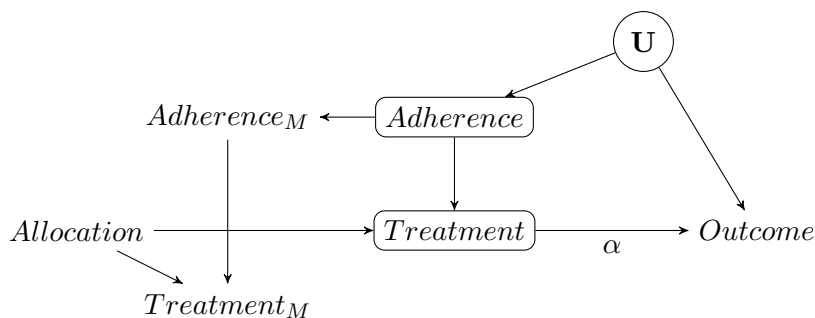 U
Adherence_M
Adherence
Allocation
Treatment
α
Outcome
Treatment_M